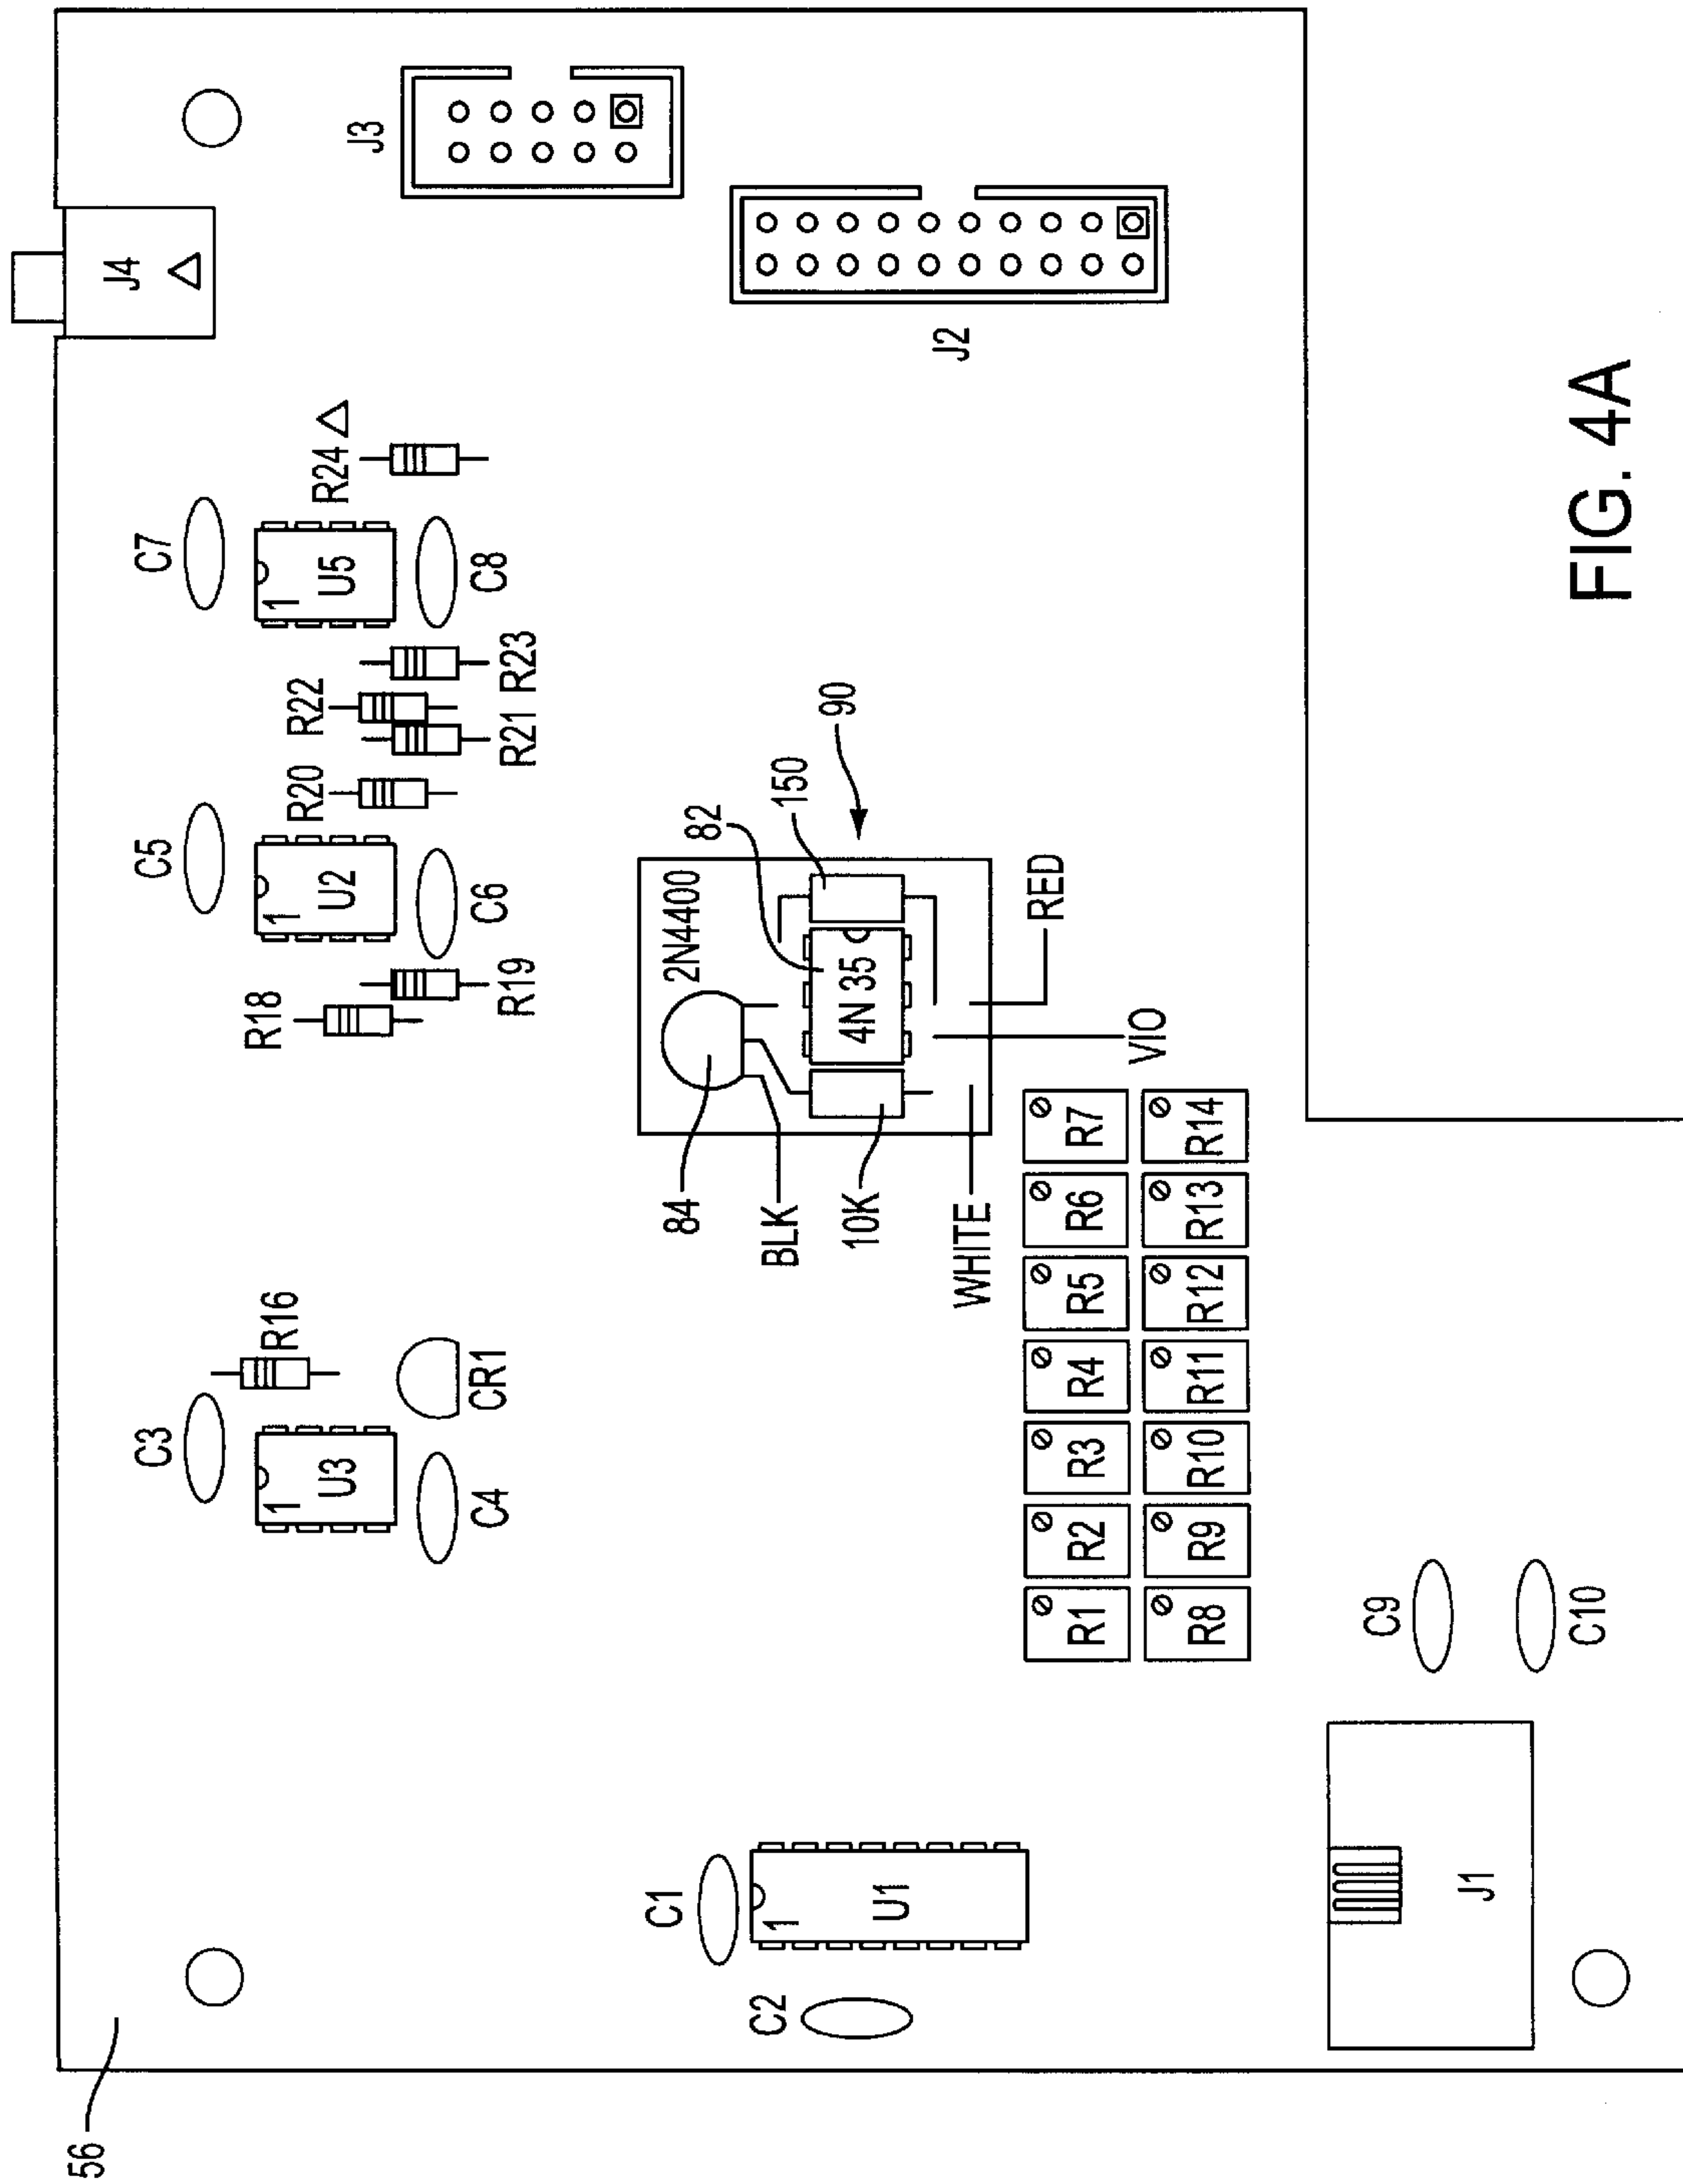 56
J4
J3
C7
R24
1
U5
C8
R22
R23
R21
C5
R20
1
U2
C6
R18
R19
C3
R16
1
U3
CR1
C4
J2
2N4400
82
150
90
84
BLK
4N 35
10K
WHITE
RED
VIO
C1
C2
1
U1
R1
R2
R3
R4
R5
R6
R7
R8
R9
R10
R11
R12
R13
R14
C9
C10
J1
FIG. 4A